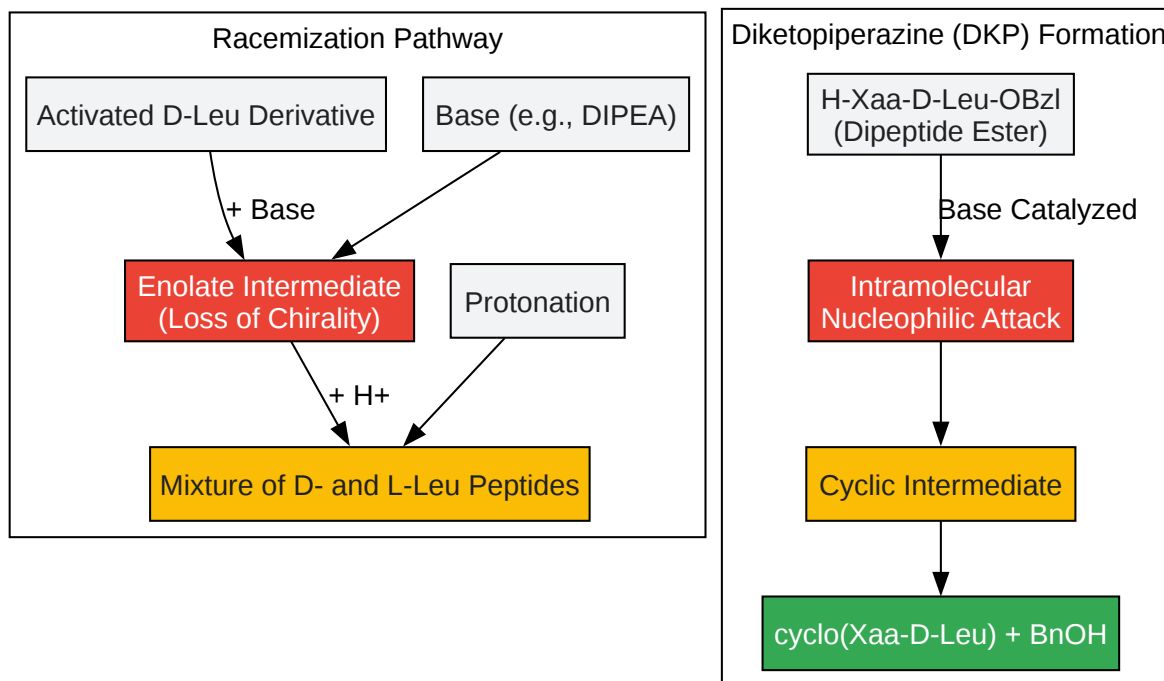 Racemization Pathway
Activated D-Leu Derivative
Base (e.g., DIPEA)
+ Base
Enolate Intermediate
(Loss of Chirality)
Protonation
+ H+
Mixture of D- and L-Leu Peptides
Diketopiperazine (DKP) Formation
H-Xaa-D-Leu-OBzl
(Dipeptide Ester)
Base Catalyzed
Intramolecular
Nucleophilic Attack
Cyclic Intermediate
cyclo(Xaa-D-Leu) + BnOH